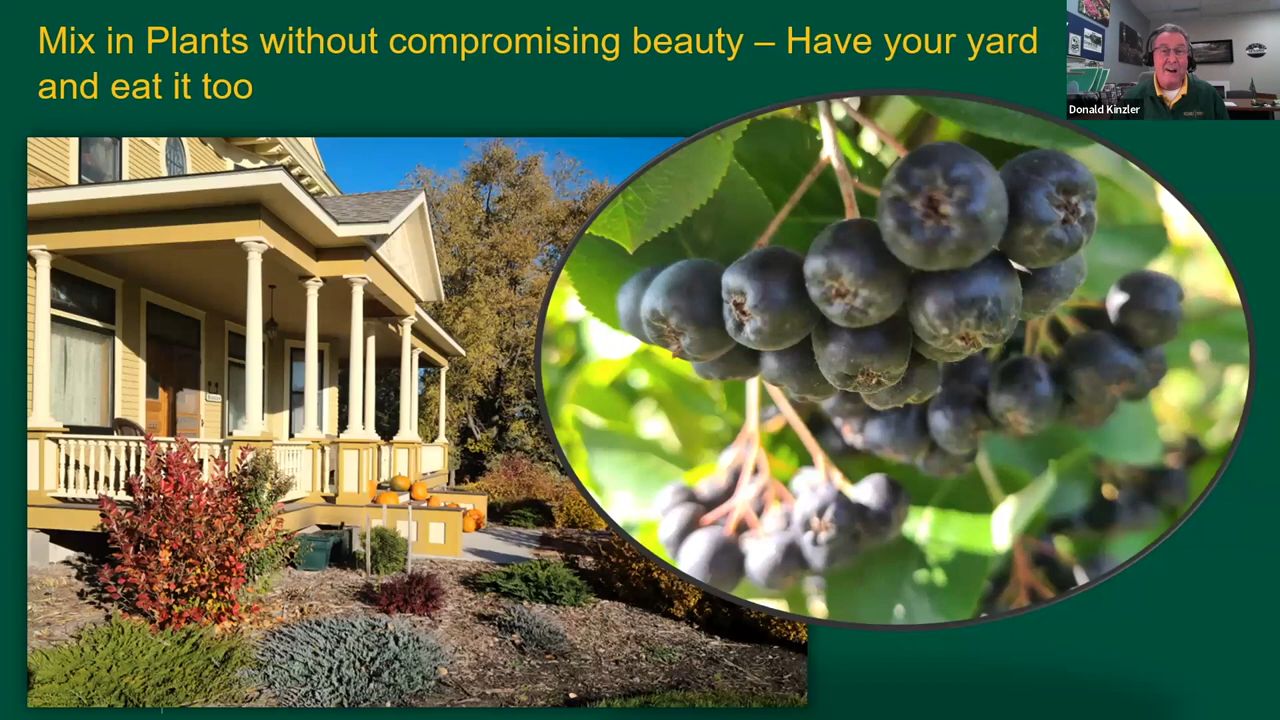 Mix in Plants without compromising beauty – Have your yard
and eat it too
Donald Kinzler